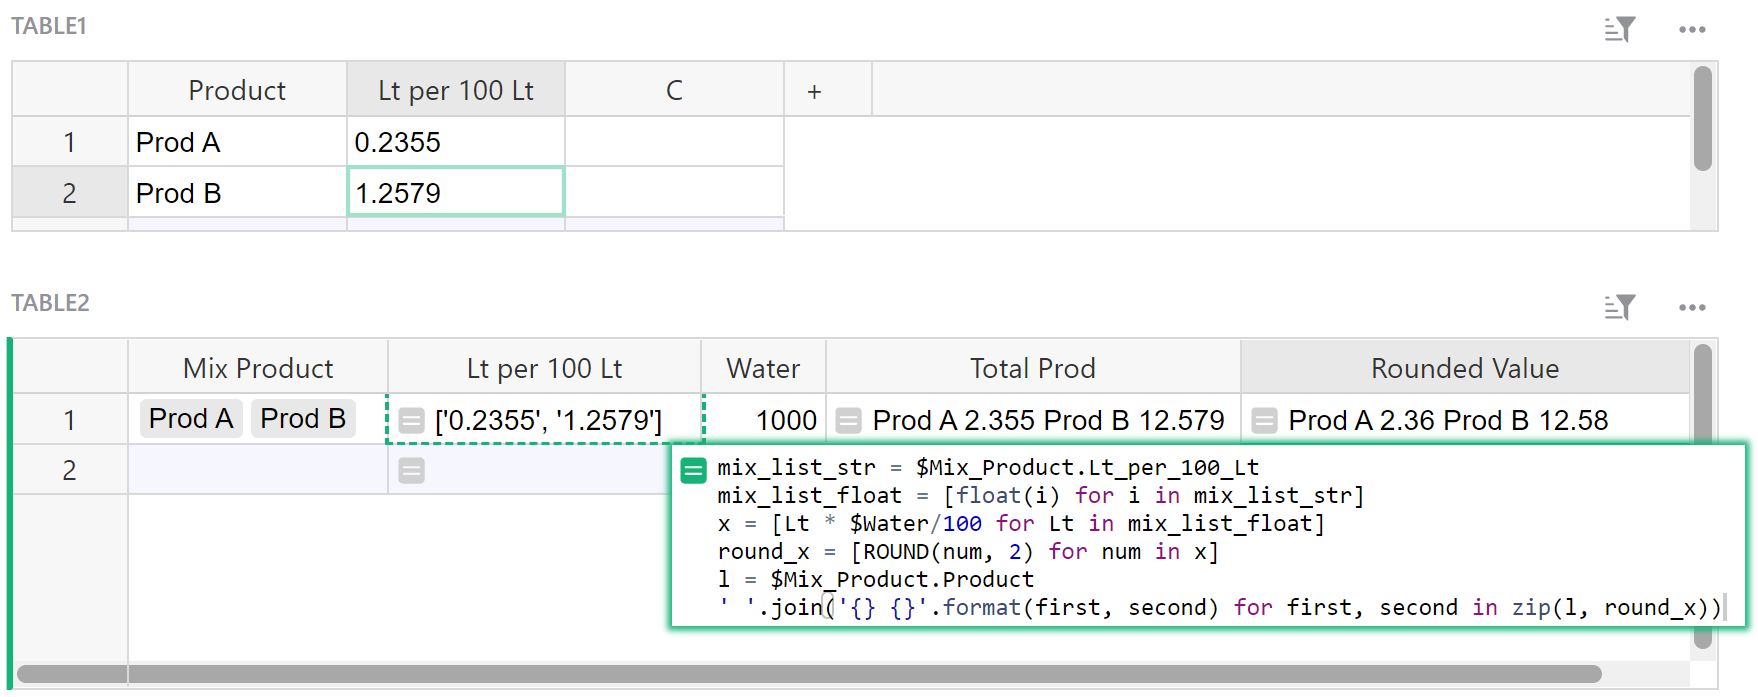 TABLE1
Product Lt per 100 Lt C +
1 Prod A 0.2355
2 Prod B 1.2579
TABLE2
Mix Product Lt per 100 Lt Water Total Prod Rounded Value
1 Prod A Prod B ['0.2355', '1.2579'] 1000 Prod A 2.355 Prod B 12.579 Prod A 2.36 Prod B 12.58
2
mix_list_str = $Mix_Product.Lt_per_100_Lt
mix_list_float = [float(i) for i in mix_list_str]
x = [Lt * $Water/100 for Lt in mix_list_float]
round_x = [ROUND(num, 2) for num in x]
l = $Mix_Product.Product
' '.join('{} {}'.format(first, second) for first, second in zip(l, round_x))